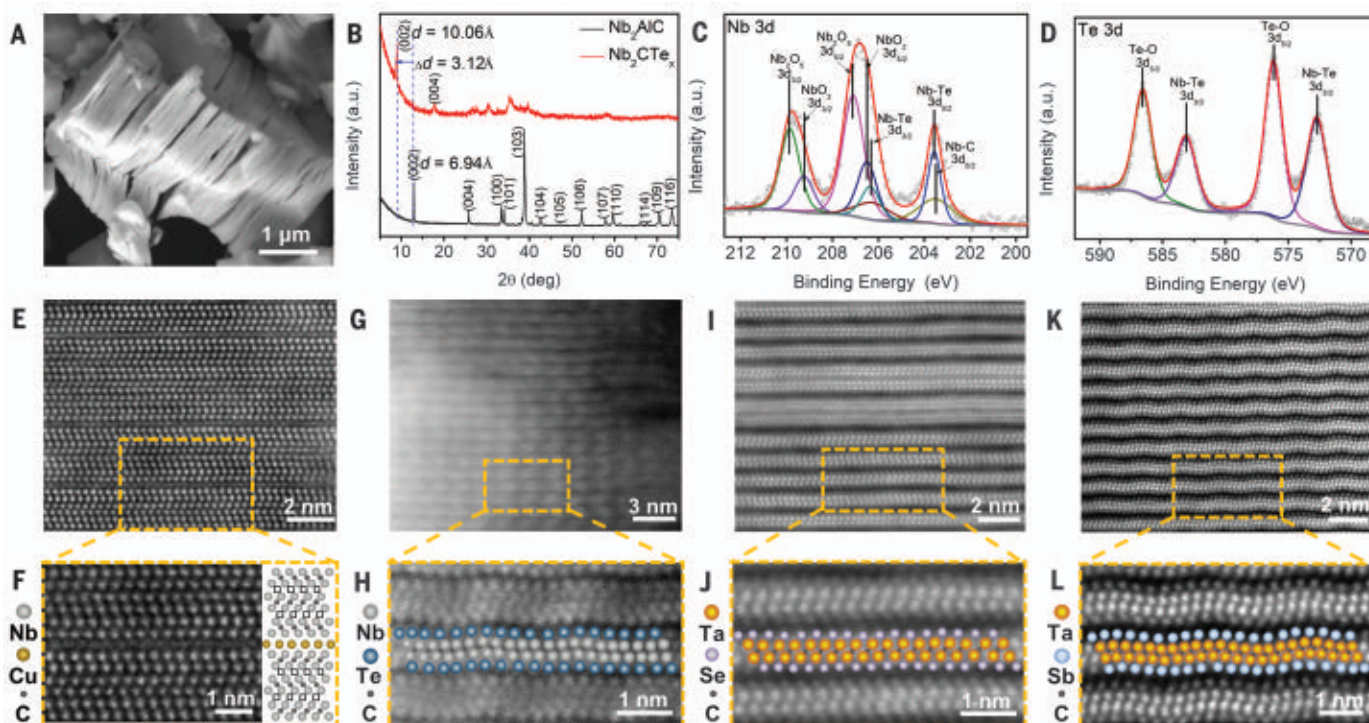 A
1 µm
B
(002) d = 10.06Å
Δd = 3.12Å
(004)
(002) d = 6.94Å
Nb2AlC
Nb2CTex
(004)
(100)
(101)
(103)
(104)
(105)
(106)
(107)
(110)
(114)
(109)
(116)
0 10 20 30 40 50 60 70
2θ (deg)
Intensity (a.u.)
C Nb 3d
Nb2O5
3d3/2
NbO2
3d3/2
Nb2O5
3d5/2
NbO2
3d5/2
Nb-Te
3d3/2
Nb-Te
3d5/2
Nb-C
3d5/2
212 210 208 206 204 202 200
Binding Energy (eV)
Intensity (a.u.)
D Te 3d
Te-O
3d3/2
Nb-Te
3d3/2
Te-O
3d5/2
Nb-Te
3d5/2
590 585 580 575 570
Binding Energy (eV)
Intensity (a.u.)
E
2 nm
G
3 nm
I
2 nm
K
2 nm
F
Nb
Cu
C
1 nm
H
Nb
Te
C
1 nm
J
Ta
Se
C
1 nm
L
Ta
Sb
C
1 nm